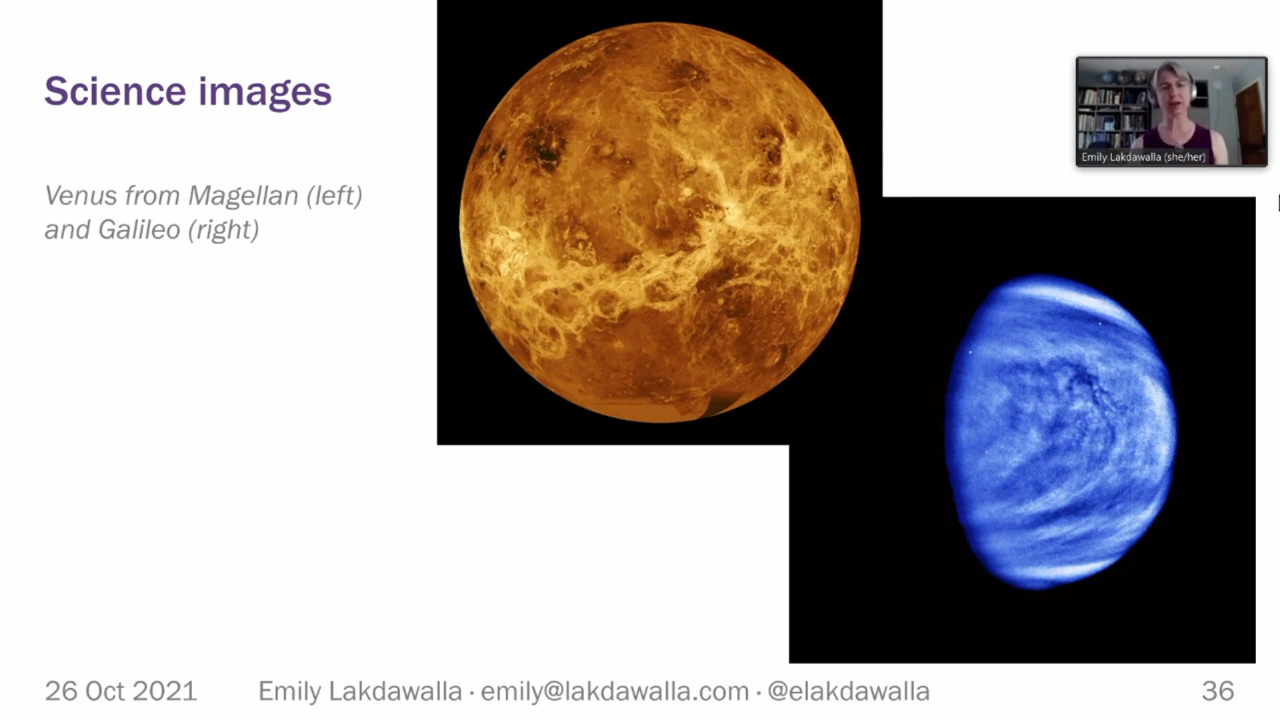 Science images
Venus from Magellan (left)
and Galileo (right)
Emily Lakdawalla (she/her)
26 Oct 2021
Emily Lakdawalla · emily@lakdawalla.com · @elakdawalla
36